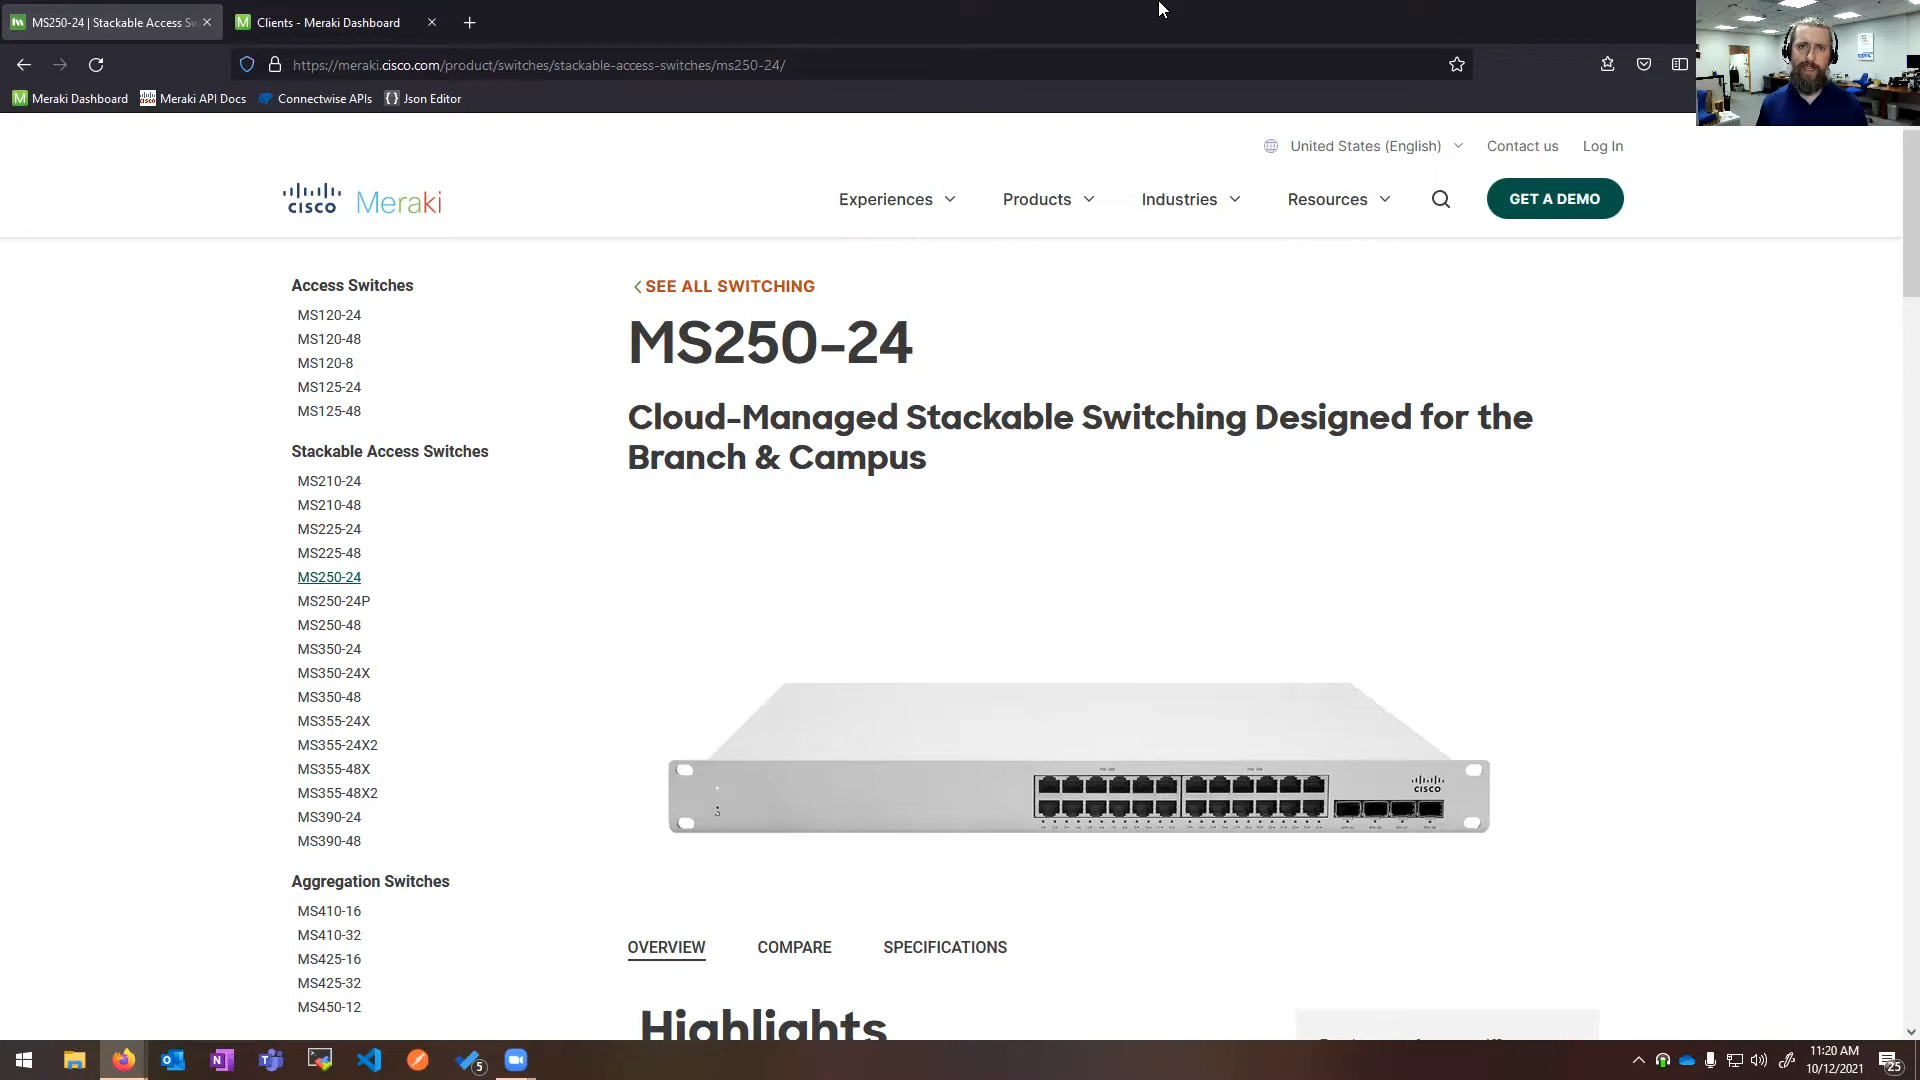 MS250-24 | Stackable Access Sw
Clients - Meraki Dashboard
https://meraki.cisco.com/product/switches/stackable-access-switches/ms250-24/
Meraki Dashboard
Meraki API Docs
Connectwise APIs
Json Editor
United States (English)
Contact us
Log In
CISCO Meraki
Experiences
Products
Industries
Resources
GET A DEMO
Access Switches
MS120-24
MS120-48
MS120-8
MS125-24
MS125-48
Stackable Access Switches
MS210-24
MS210-48
MS225-24
MS225-48
MS250-24
MS250-24P
MS250-48
MS350-24
MS350-24X
MS350-48
MS355-24X
MS355-24X2
MS355-48X
MS355-48X2
MS390-24
MS390-48
Aggregation Switches
MS410-16
MS410-32
MS425-16
MS425-32
MS450-12
SEE ALL SWITCHING
MS250-24
Cloud-Managed Stackable Switching Designed for the
Branch & Campus
CISCO
OVERVIEW
COMPARE
SPECIFICATIONS
Highlights
5
11:20 AM
10/12/2021
25